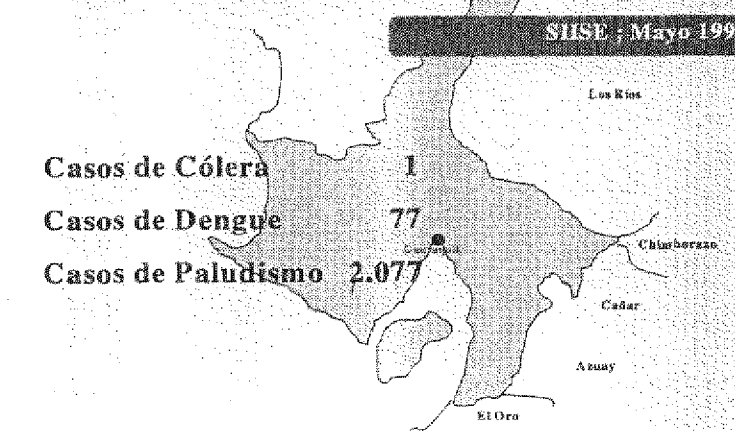 SIISE ; Mayo 199
Los Ríos
Casos de Cólera 1
Casos de Dengue 77
Chimborazo
Casos de Paludismo 2.077
Cañar
Azuay
El Oro